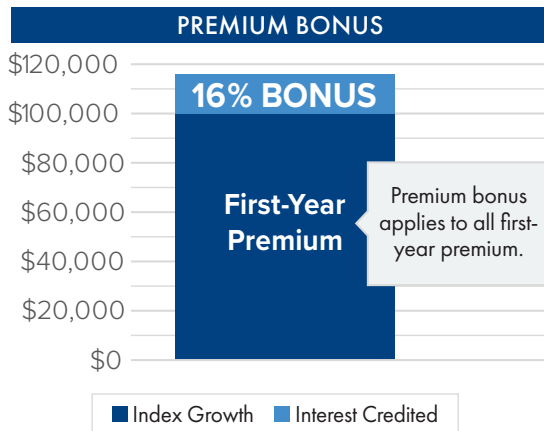 PREMIUM BONUS
$120,000
$100,000
$80,000
$60,000
$40,000
$20,000
$0
16% BONUS
First-Year
Premium
Premium bonus
applies to all first-
year premium.
Index Growth
Interest Credited